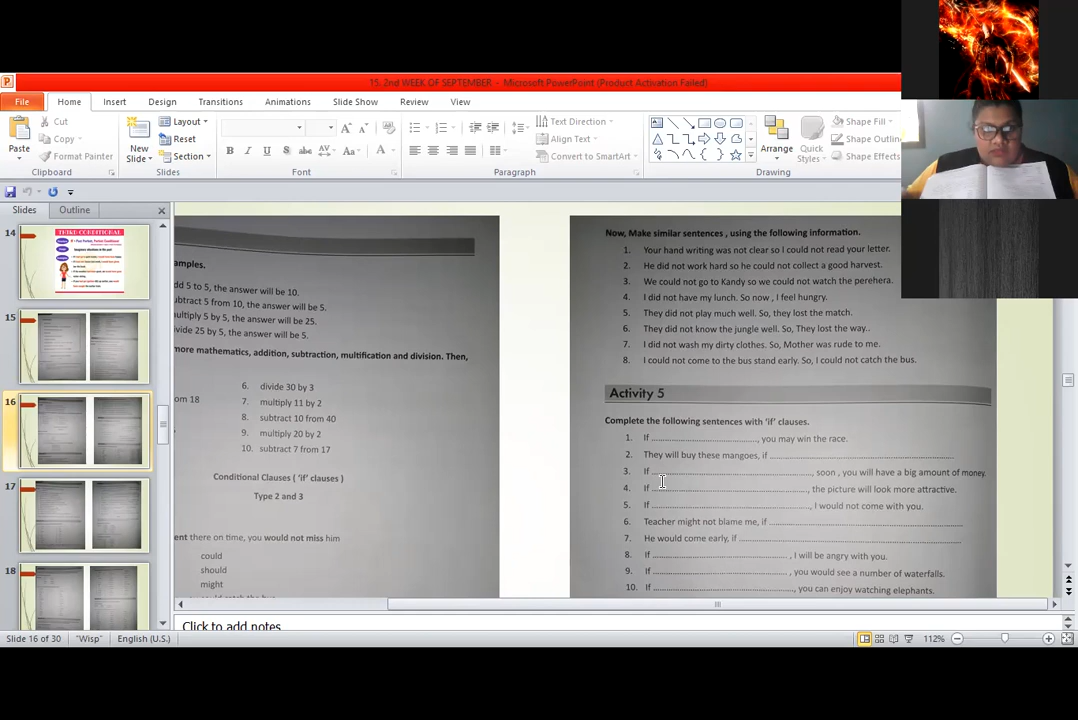 15. 2nd WEEK OF SEPTEMBER - Microsoft PowerPoint (Product Activation Failed)
File Home Insert Design Transitions Animations Slide Show Review View
Paste
Cut
Copy
Format Painter
Clipboard
New Slide
Layout
Reset
Section
Slides
Font
Paragraph
Text Direction
Align Text
Convert to SmartArt
Arrange
Quick Styles
Shape Fill
Shape Outline
Shape Effects
Drawing
Slides Outline
14
THIRD CONDITIONAL
15
16
17
18
amples.
dd 5 to 5, the answer will be 10.
ubtract 5 from 10, the answer will be 5.
ultiply 5 by 5, the answer will be 25.
vide 25 by 5, the answer will be 5.
more mathematics, addition, subtraction, multification and division. Then,
6. divide 30 by 3
om 18
7. multiply 11 by 2
8. subtract 10 from 40
9. multiply 20 by 2
10. subtract 7 from 17
Conditional Clauses ( 'if' clauses )
Type 2 and 3
ent there on time, you would not miss him
could
should
might
could catch the bus
Now, Make similar sentences , using the following information.
1. Your hand writing was not clear so I could not read your letter.
2. He did not work hard so he could not collect a good harvest.
3. We could not go to Kandy so we could not watch the perehera.
4. I did not have my lunch. So now , I feel hungry.
5. They did not play much well. So, they lost the match.
6. They did not know the jungle well. So, They lost the way..
7. I did not wash my dirty clothes. So, Mother was rude to me.
8. I could not come to the bus stand early. So, I could not catch the bus.
Activity 5
Complete the following sentences with 'if' clauses.
1. If ................................, you may win the race.
2. They will buy these mangoes, if ................................
3. If ................................, soon , you will have a big amount of money.
4. If ................................, the picture will look more attractive.
5. If ................................, I would not come with you.
6. Teacher might not blame me, if ................................
7. He would come early, if ................................
8. If ................................ , I will be angry with you.
9. If ................................ , you would see a number of waterfalls.
10. If ................................, you can enjoy watching elephants.
Click to add notes
Slide 16 of 30 "Wisp" English (U.S.) 112%